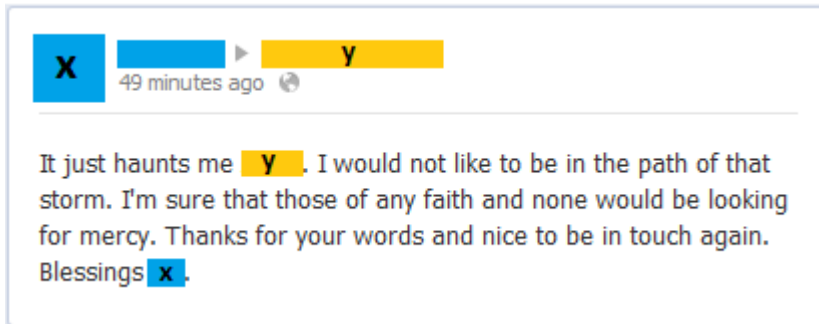 x y
49 minutes ago
It just haunts me y . I would not like to be in the path of that
storm. I'm sure that those of any faith and none would be looking
for mercy. Thanks for your words and nice to be in touch again.
Blessings x .